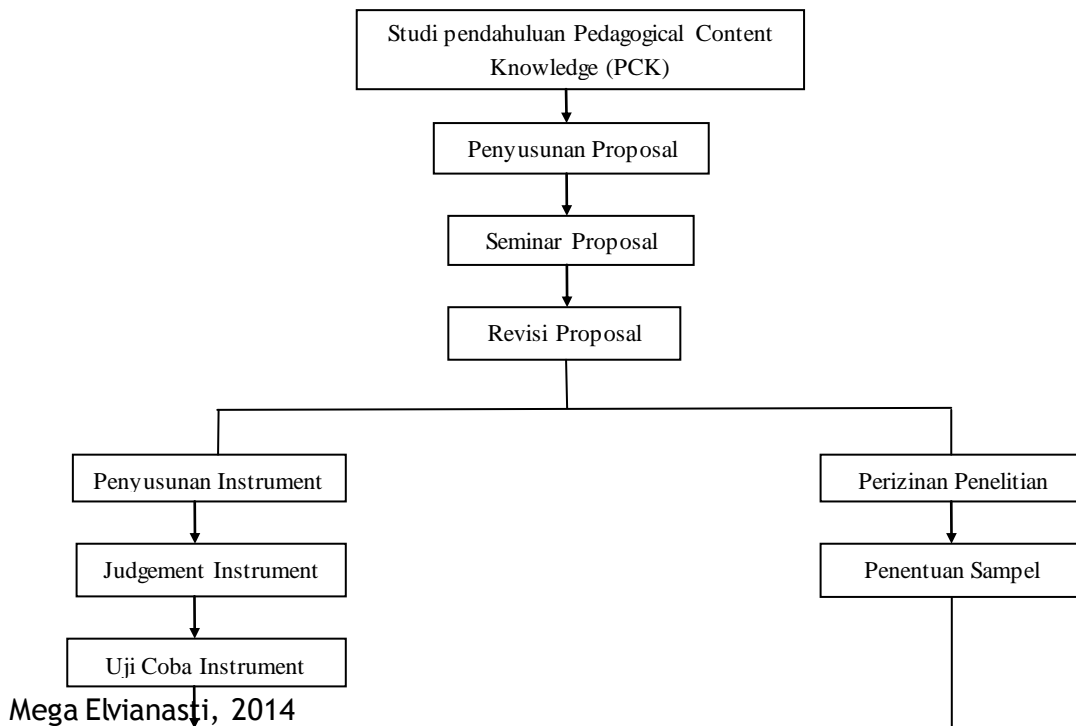 Studi pendahuluan Pedagogical Content
Knowledge (PCK)
Penyusunan Proposal
Seminar Proposal
Revisi Proposal
Penyusunan Instrument
Perizinan Penelitian
Judgement Instrument
Penentuan Sampel
Uji Coba Instrument
Mega Elvianasti, 2014